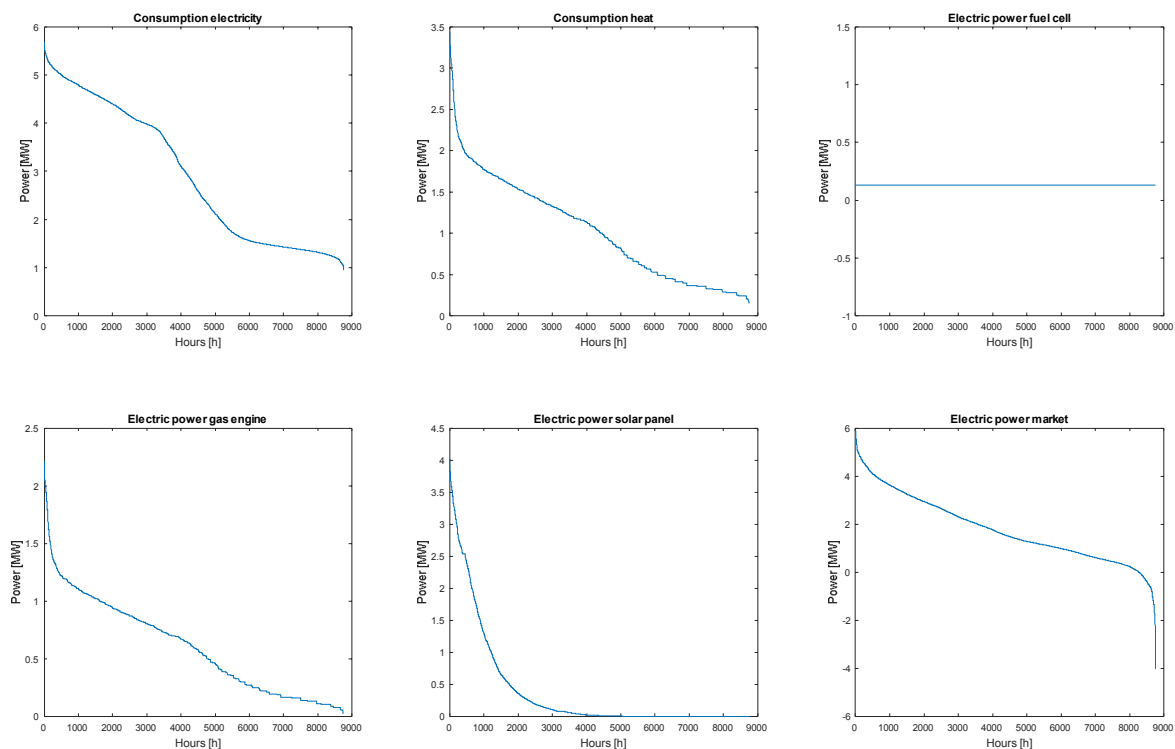 Consumption electricity
Power [MW]
6
5
4
3
2
1
0
0 1000 2000 3000 4000 5000 6000 7000 8000 9000
Hours [h]
Consumption heat
Power [MW]
3.5
3
2.5
2
1.5
1
0.5
0
0 1000 2000 3000 4000 5000 6000 7000 8000 9000
Hours [h]
Electric power fuel cell
Power [MW]
1.5
1
0.5
0
-0.5
-1
0 1000 2000 3000 4000 5000 6000 7000 8000 9000
Hours [h]
Electric power gas engine
Power [MW]
2.5
2
1.5
1
0.5
0
0 1000 2000 3000 4000 5000 6000 7000 8000 9000
Hours [h]
Electric power solar panel
Power [MW]
4.5
4
3.5
3
2.5
2
1.5
1
0.5
0
0 1000 2000 3000 4000 5000 6000 7000 8000 9000
Hours [h]
Electric power market
Power [MW]
6
4
2
0
-2
-4
-6
0 1000 2000 3000 4000 5000 6000 7000 8000 9000
Hours [h]